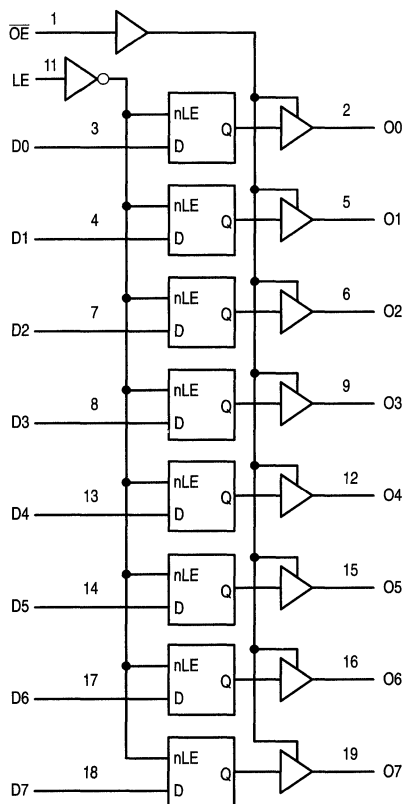 O̅E̅ 1
LE 11
nLE
3 Q 2 O0
D0 D
nLE
4 Q 5 O1
D1 D
nLE
7 Q 6 O2
D2 D
nLE
8 Q 9 O3
D3 D
nLE
13 Q 12 O4
D4 D
nLE
14 Q 15 O5
D5 D
nLE
17 Q 16 O6
D6 D
nLE
18 Q 19 O7
D7 D